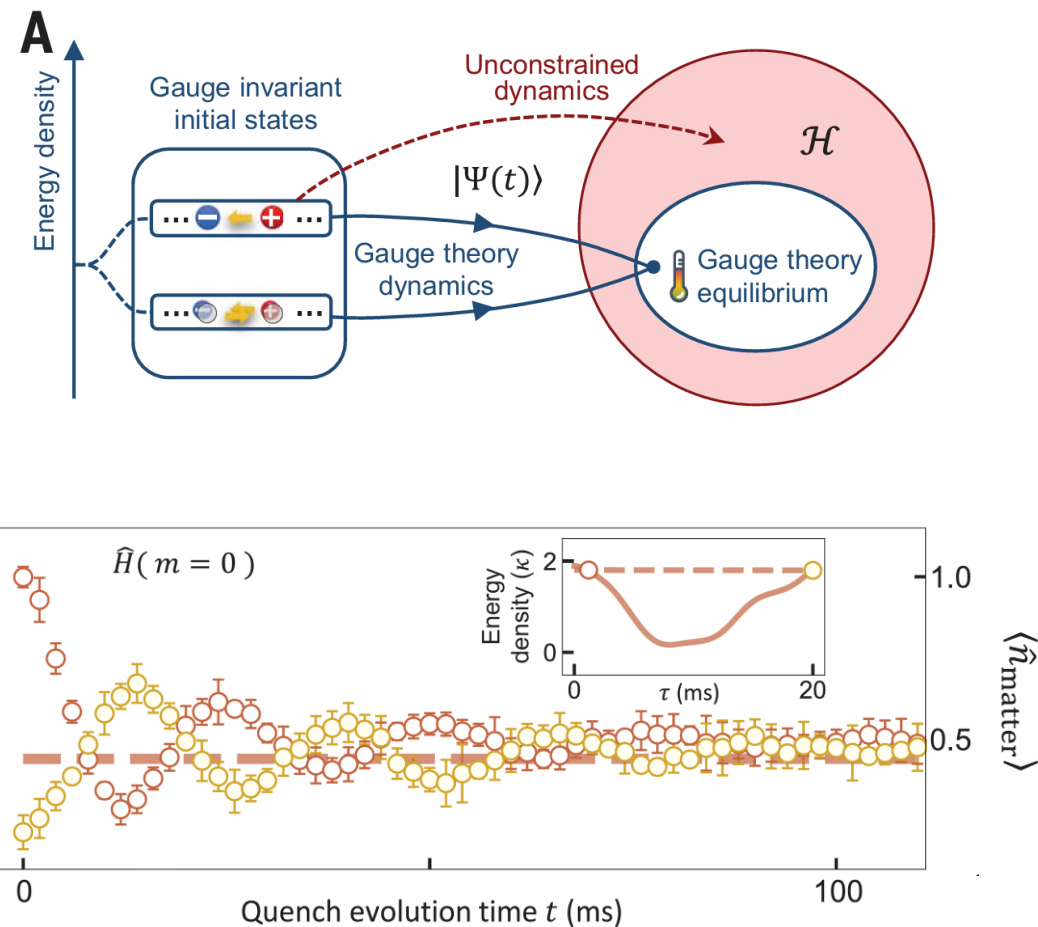 A
Energy density
Gauge invariant
initial states
Unconstrained
dynamics
ℋ
|Ψ(t)⟩
... − + ...
Gauge theory
dynamics
Gauge theory
equilibrium
... − + ...
Ĥ( m = 0 )
Energy
density (κ)
2
0
0
20
τ (ms)
1.0
0.5
⟨n̂matter⟩
0
100
Quench evolution time t (ms)